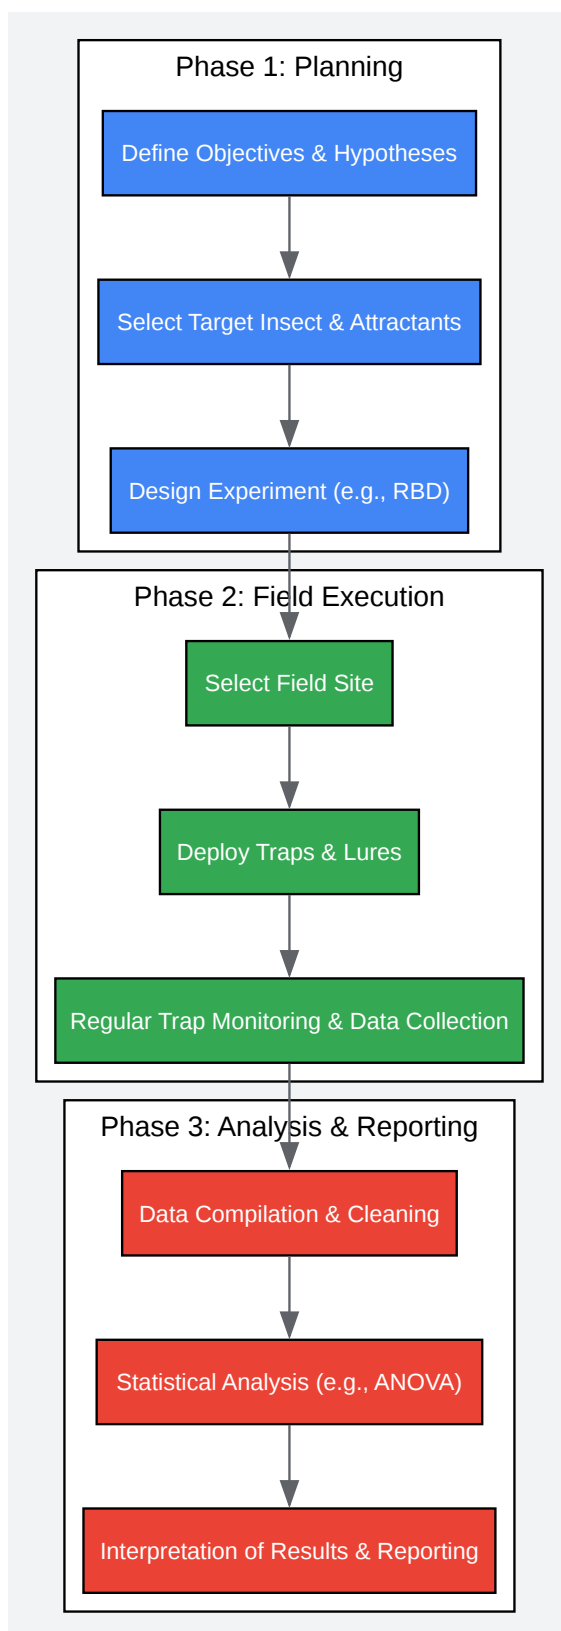 Phase 1: Planning
Define Objectives & Hypotheses
Select Target Insect & Attractants
Design Experiment (e.g., RBD)
Phase 2: Field Execution
Select Field Site
Deploy Traps & Lures
Regular Trap Monitoring & Data Collection
Phase 3: Analysis & Reporting
Data Compilation & Cleaning
Statistical Analysis (e.g., ANOVA)
Interpretation of Results & Reporting